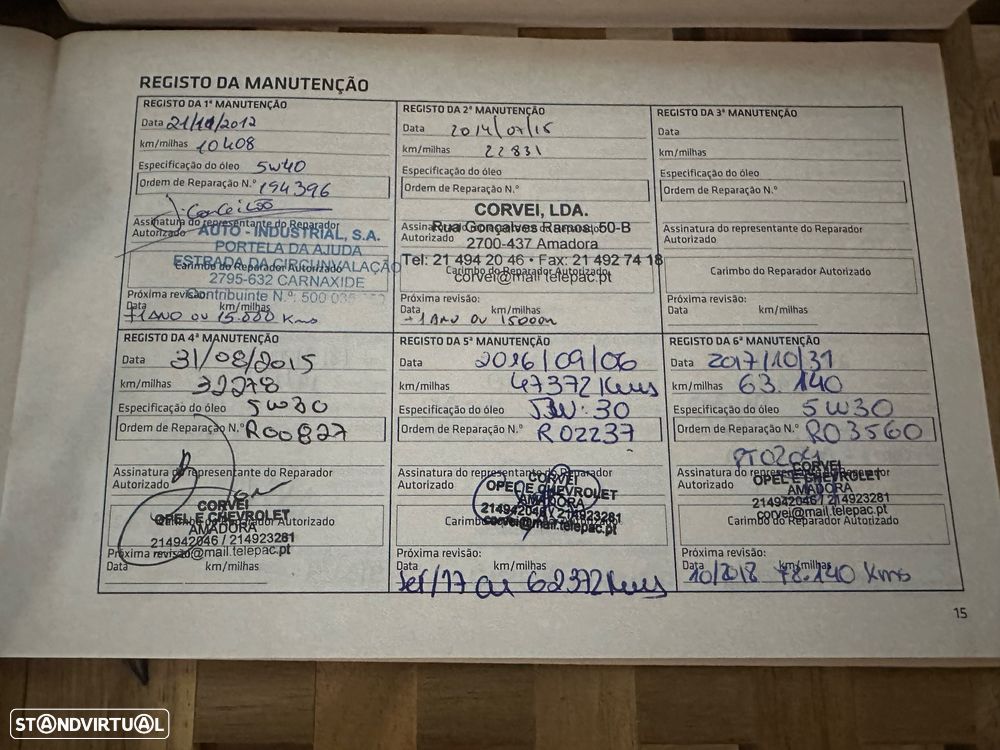 REGISTO DA MANUTENÇÃO
REGISTO DA 1ª MANUTENÇÃO
Data 21/11/2012
km/milhas 10408
Especificação do óleo 5W40
Ordem de Reparação N.º 194396
Assinatura do representante do Reparador
Autorizado
AUTO - INDUSTRIAL, S.A.
PORTELA DA AJUDA
ESTRADA DA CIRCUNVALAÇÃO
Carimbo do Reparador Autorizado
2795-632 CARNAXIDE
Contribuinte N.º: 500 035
Próxima revisão:
Data km/milhas
+1 ANO OU 15.000 Kms
REGISTO DA 2ª MANUTENÇÃO
Data 2014/07/15
km/milhas 22831
Especificação do óleo
Ordem de Reparação N.º
CORVEI, LDA.
Assinatura do representante do Reparador
Autorizado
Rua Gonçalves Ramos, 50-B
2700-437 Amadora
Tel: 21 494 20 46 • Fax: 21 492 74 18
Carimbo do Reparador Autorizado
corvei@mail.telepac.pt
Próxima revisão:
Data km/milhas
+1 ANO OU 15000
REGISTO DA 3ª MANUTENÇÃO
Data
km/milhas
Especificação do óleo
Ordem de Reparação N.º
Assinatura do representante do Reparador
Autorizado
Carimbo do Reparador Autorizado
Próxima revisão:
Data km/milhas
REGISTO DA 4ª MANUTENÇÃO
Data 31/08/2015
km/milhas 32278
Especificação do óleo 5W30
Ordem de Reparação N.º R00827
Assinatura do representante do Reparador
Autorizado
CORVEI
OPEL E CHEVROLET
Carimbo do Reparador Autorizado
AMADORA
214942046 / 214923281
@mail.telepac.pt
Próxima revisão:
Data km/milhas
REGISTO DA 5ª MANUTENÇÃO
Data 2016/09/06
km/milhas 47372 Kms
Especificação do óleo 5W-30
Ordem de Reparação N.º R02237
Assinatura do representante do Reparador
Autorizado
CORVEI
OPEL E CHEVROLET
AMADORA
214942046 / 214923281
Carimbo do Reparador Autorizado
corvei@mail.telepac.pt
Próxima revisão:
Data km/milhas
Set/17 ou 62372 Kms
REGISTO DA 6ª MANUTENÇÃO
Data 2017/10/31
km/milhas 63.140
Especificação do óleo 5W30
Ordem de Reparação N.º R03560
Assinatura do representante do Reparador
Autorizado
CORVEI
OPEL E CHEVROLET
AMADORA
214942046 / 214923281
corvei@mail.telepac.pt
Carimbo do Reparador Autorizado
Próxima revisão:
Data km/milhas
10/2018 78.140 Kms
15
STANDVIRTUAL